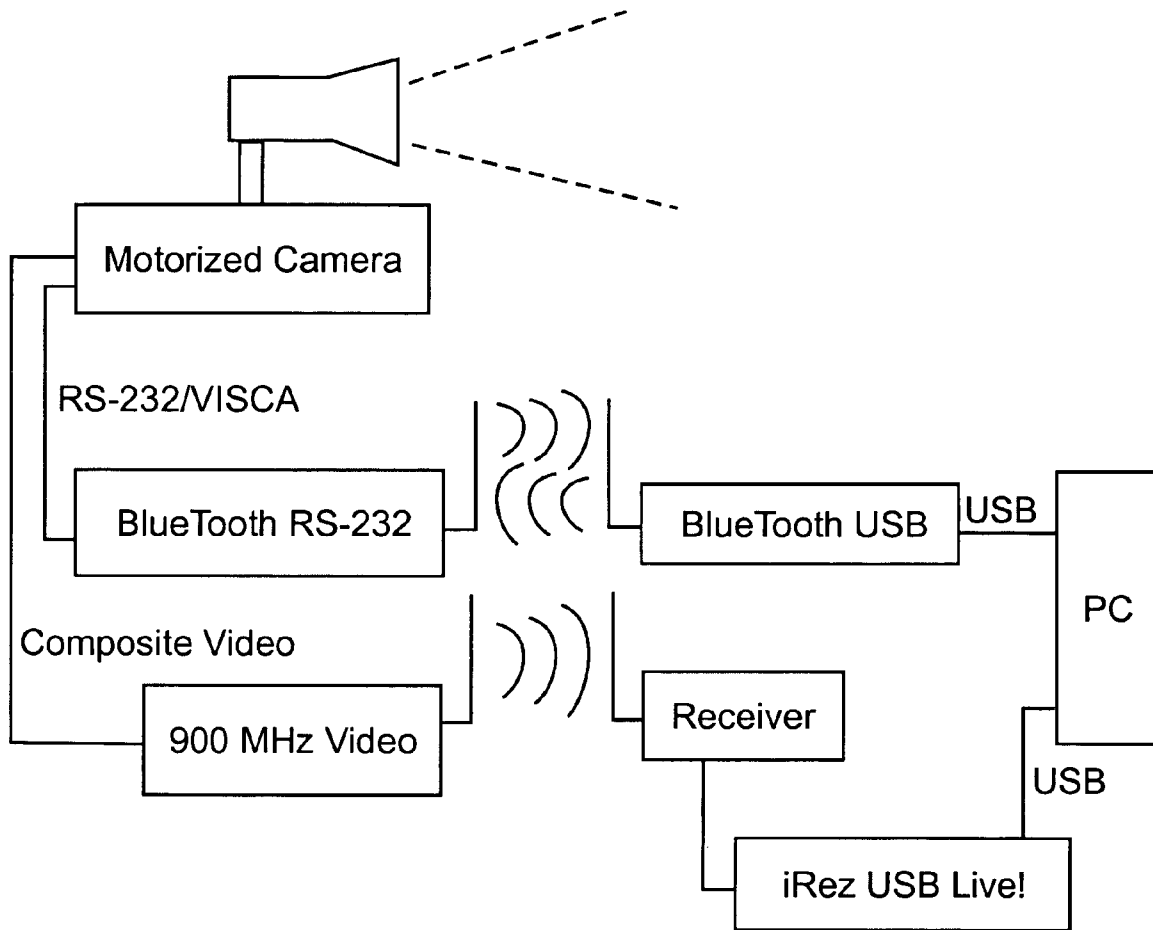 Motorized Camera
RS-232/VISCA
BlueTooth RS-232
BlueTooth USB
USB
PC
Composite Video
900 MHz Video
Receiver
USB
iRez USB Live!